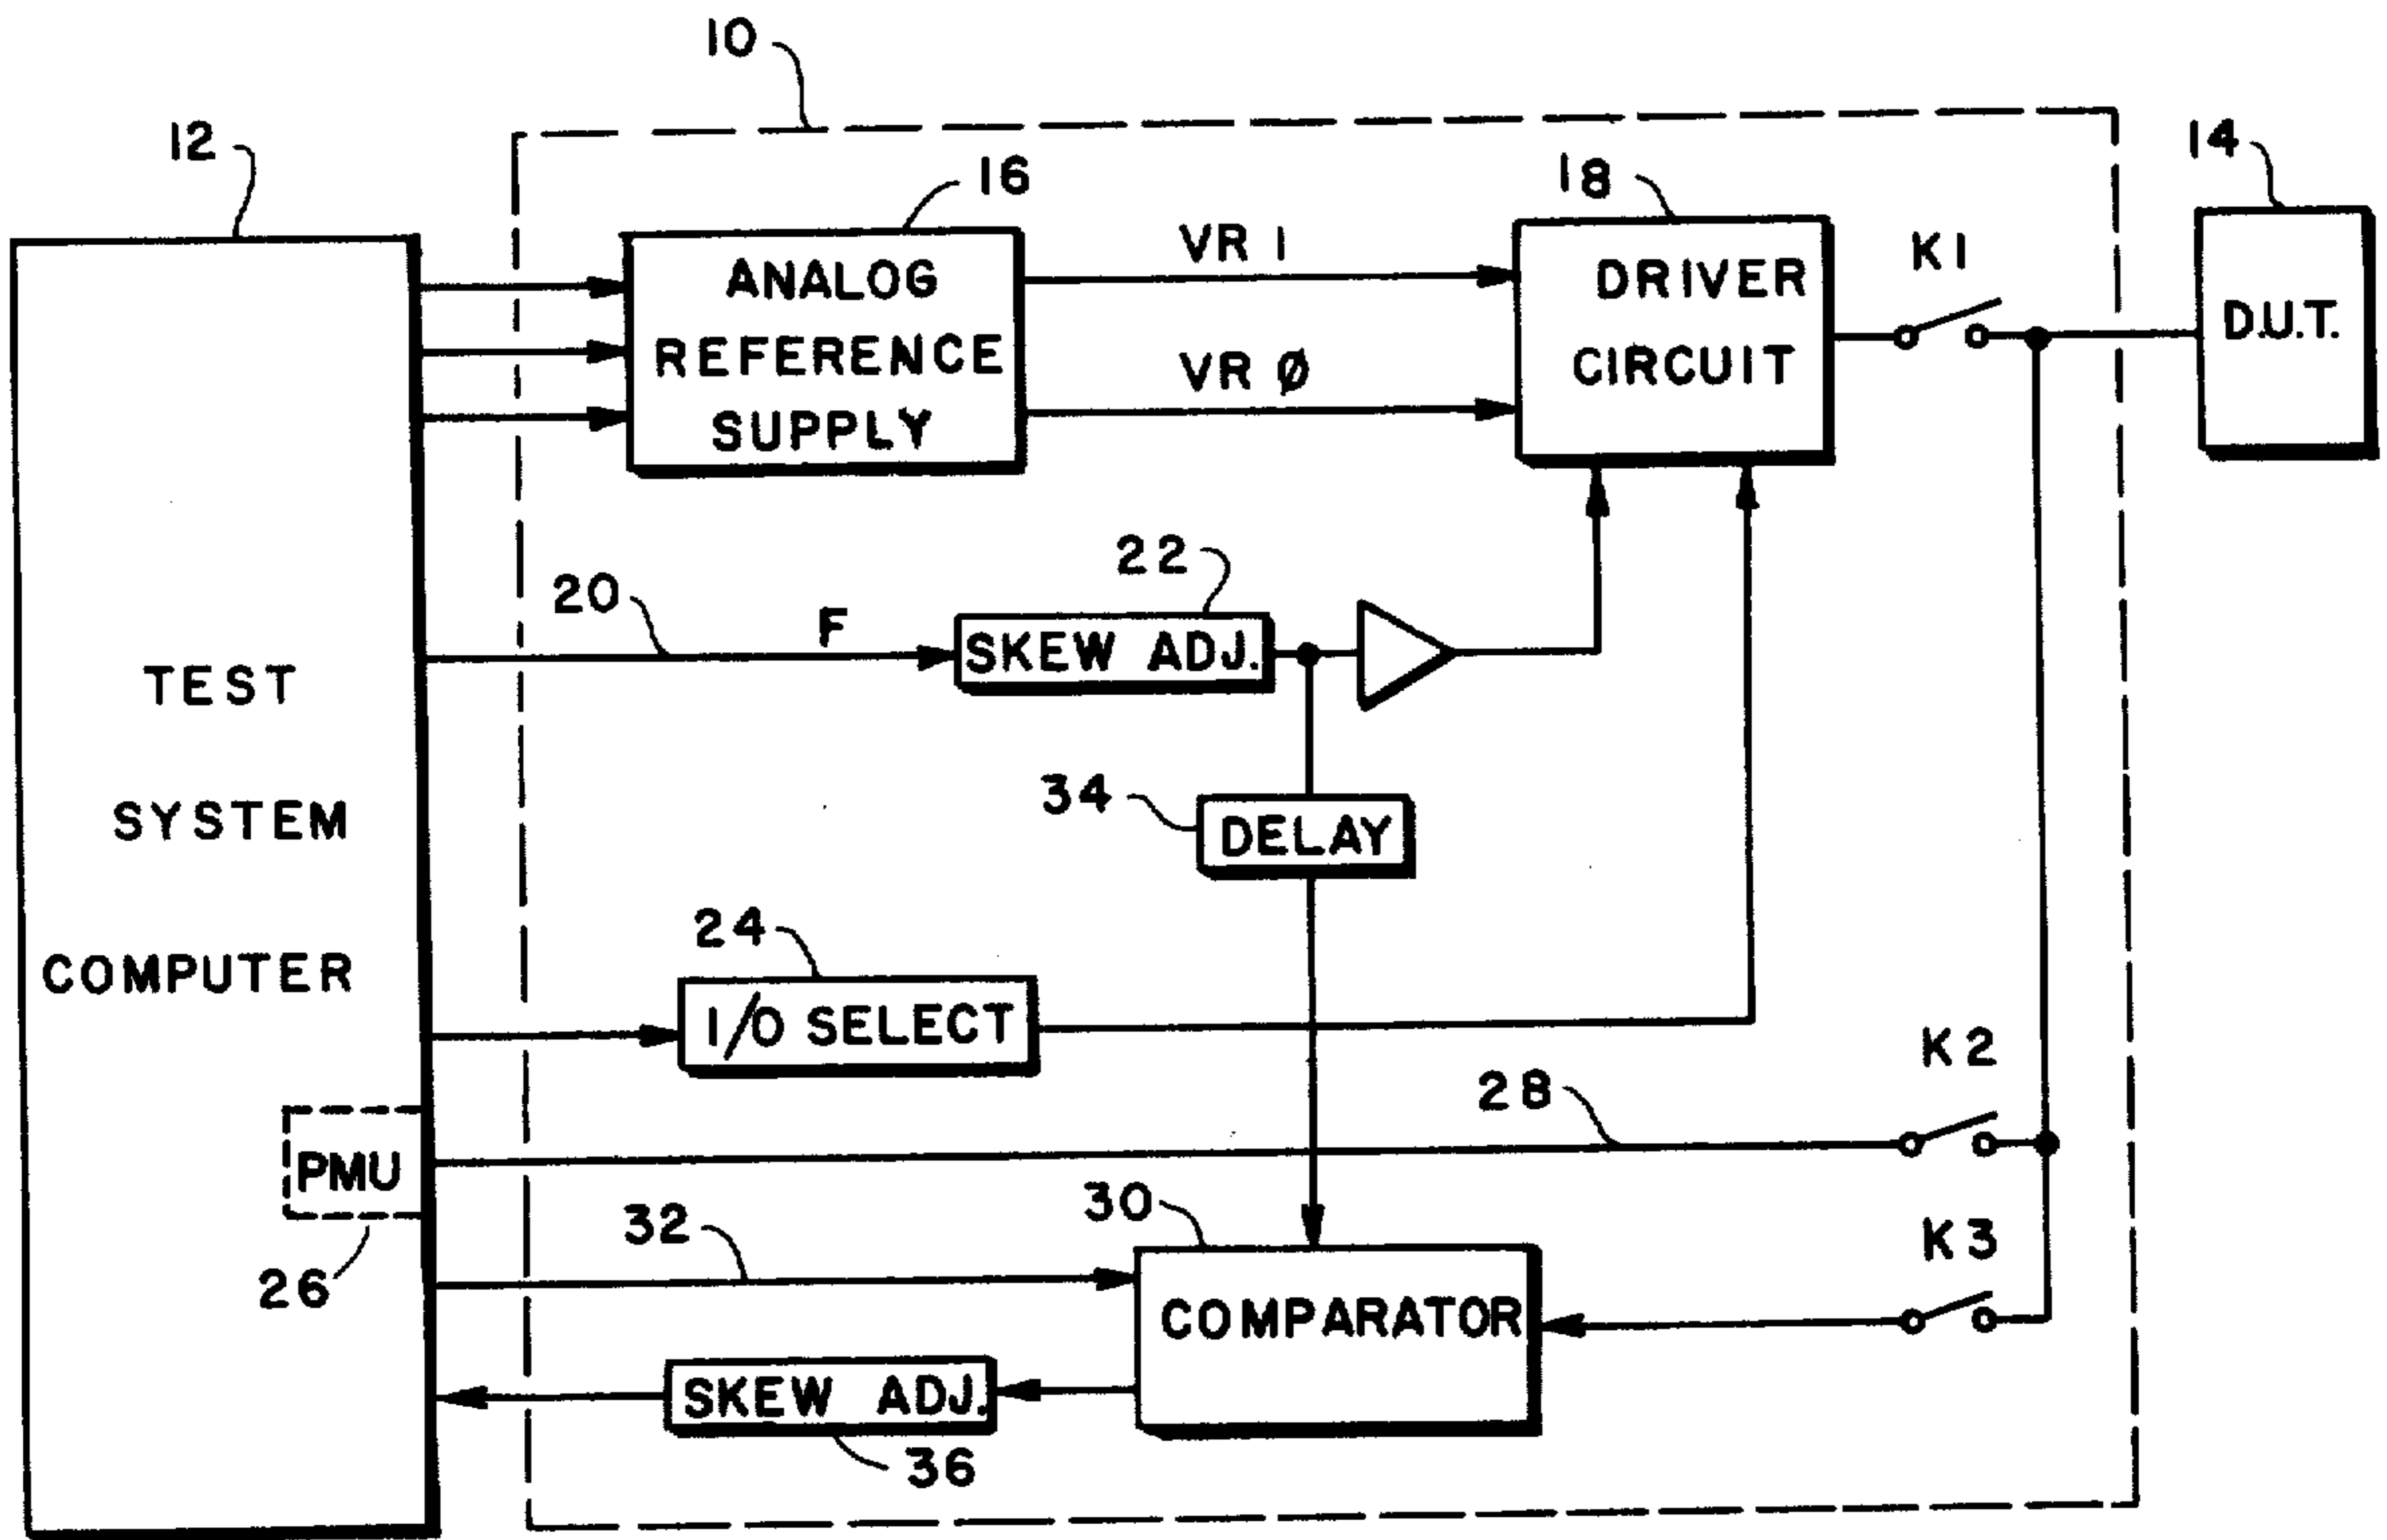 10
12
14
16
18
ANALOG
REFERENCE
SUPPLY
VR 1
VR Ø
DRIVER
CIRCUIT
K1
D.U.T.
20
F
22
SKEW ADJ.
TEST
SYSTEM
COMPUTER
34
DELAY
24
I/O SELECT
K2
28
PMU
26
32
30
K3
COMPARATOR
SKEW ADJ.
36